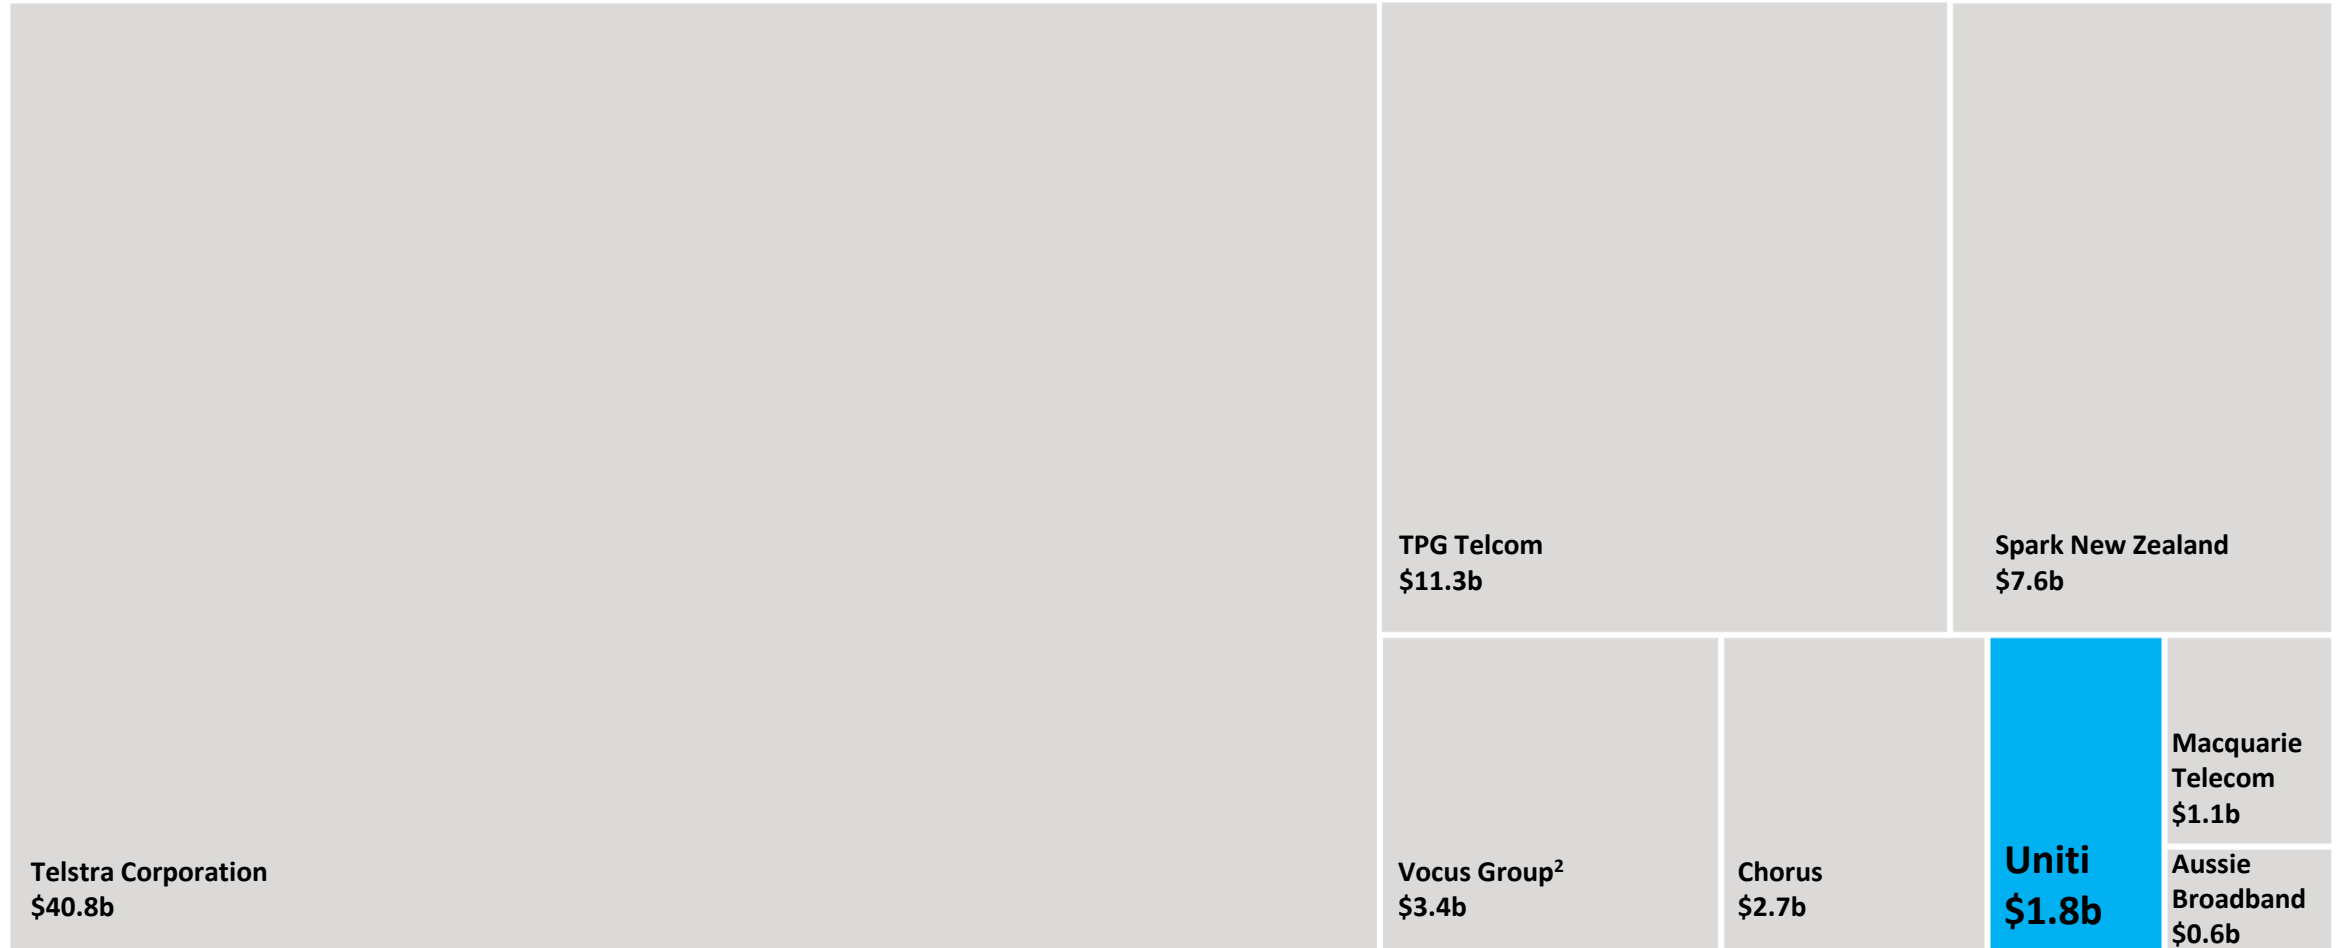 TPG Telcom
$11.3b
Spark New Zealand
$7.6b
Telstra Corporation
$40.8b
Vocus Group²
$3.4b
Chorus
$2.7b
Uniti
$1.8b
Macquarie
Telecom
$1.1b
Aussie
Broadband
$0.6b